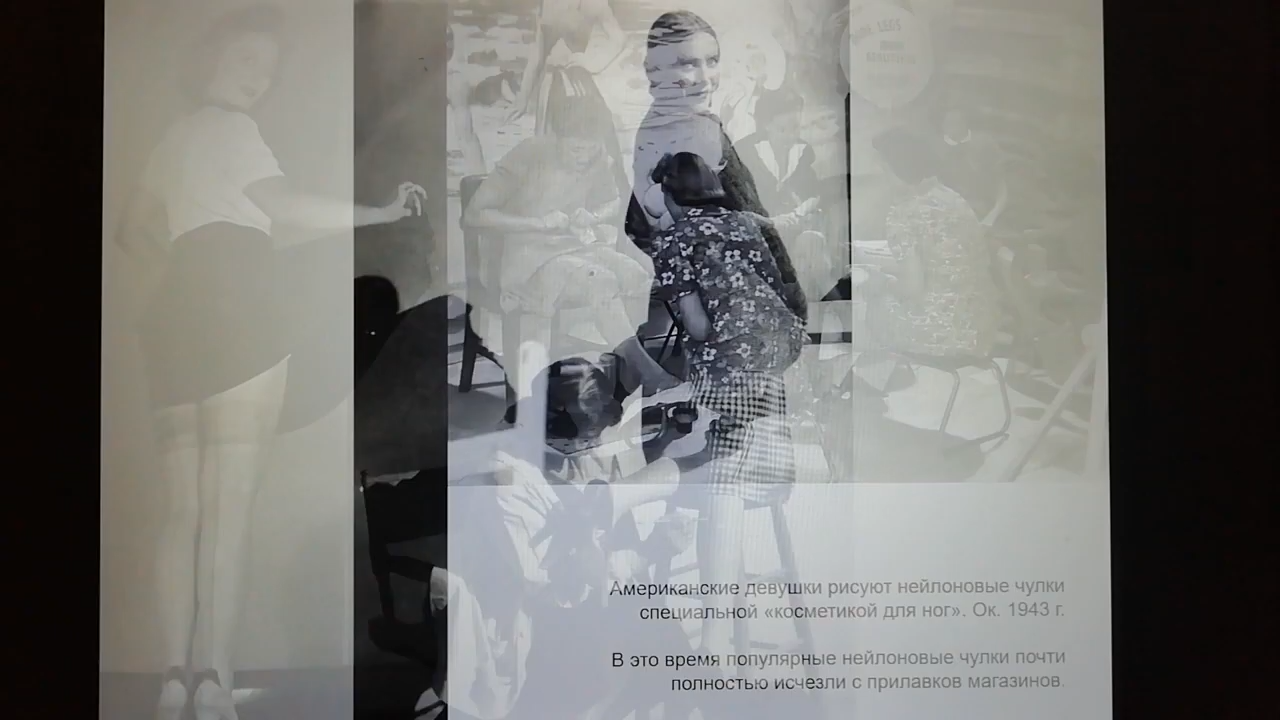 LEGS
Американские девушки рисуют нейлоновые чулки
специальной «косметикой для ног». Ок. 1943 г.
В это время популярные нейлоновые чулки почти
полностью исчезли с прилавков магазинов.